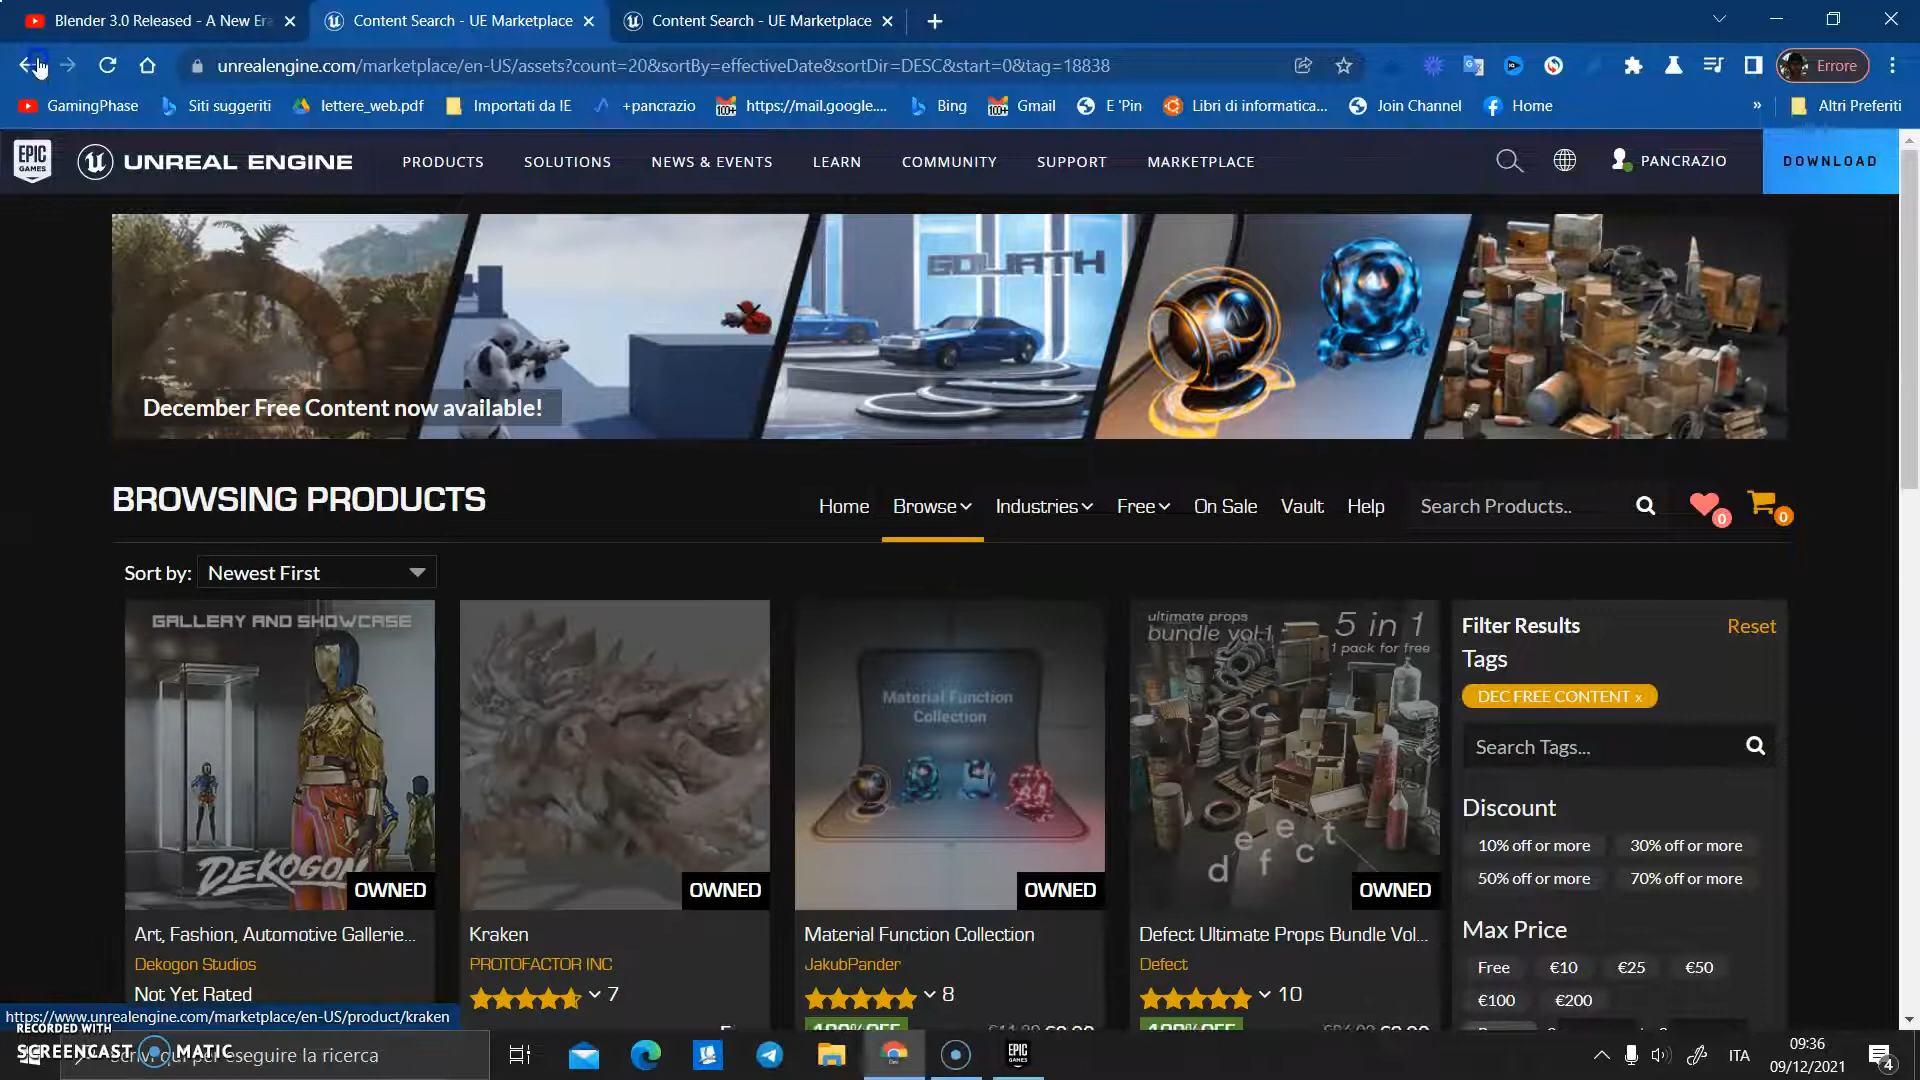 Blender 3.0 Released - A New Era
Content Search - UE Marketplace
Content Search - UE Marketplace
unrealengine.com/marketplace/en-US/assets?count=20&sortBy=effectiveDate&sortDir=DESC&start=0&tag=18838
Errore
GamingPhase
Siti suggeriti
lettere_web.pdf
Importati da IE
+pancrazio
https://mail.google....
Bing
Gmail
E 'Pin
Libri di informatica...
Join Channel
Home
»
Altri Preferiti
EPIC GAMES
UNREAL ENGINE
PRODUCTS
SOLUTIONS
NEWS & EVENTS
LEARN
COMMUNITY
SUPPORT
MARKETPLACE
PANCRAZIO
DOWNLOAD
GOLIATH
December Free Content now available!
BROWSING PRODUCTS
Home
Browse
Industries
Free
On Sale
Vault
Help
Search Products..
0
0
Sort by: Newest First
GALLERY AND SHOWCASE
DEKOGON
OWNED
Art, Fashion, Automotive Gallerie...
Dekogon Studios
Not Yet Rated
OWNED
Kraken
PROTOFACTOR INC
7
Material Function
Collection
OWNED
Material Function Collection
JakubPander
8
ultimate props
bundle vol.1
5 in 1
1 pack for free
defect
OWNED
Defect Ultimate Props Bundle Vol...
Defect
10
Filter Results
Reset
Tags
DEC FREE CONTENT x
Search Tags...
Discount
10% off or more
30% off or more
50% off or more
70% off or more
Max Price
Free
€10
€25
€50
€100
€200
https://www.unrealengine.com/marketplace/en-US/product/kraken
RECORDED WITH
SCREENCAST MATIC
per eseguire la ricerca
EPIC GAMES
ITA
09:36
09/12/2021
4